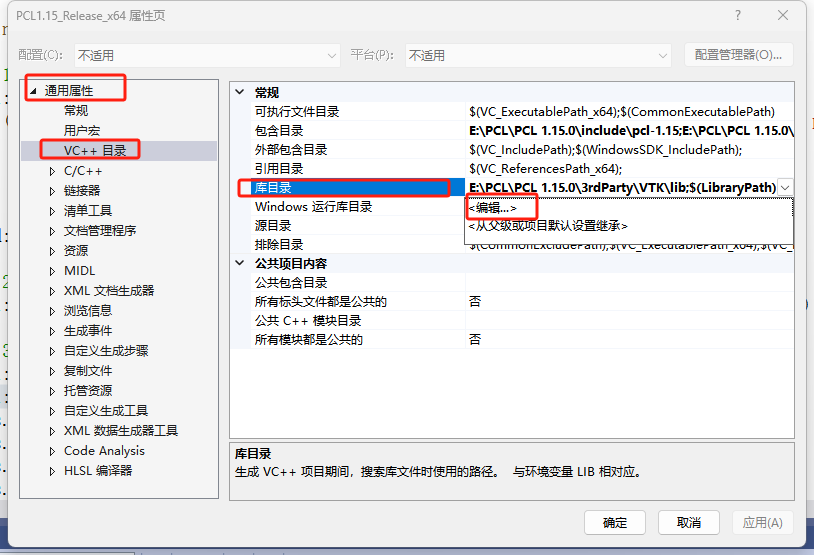 PCL1.15_Release_x64 属性页
配置(C): 不适用 平台(P): 不适用 配置管理器(O)...
通用属性
常规
用户宏
VC++ 目录
C/C++
链接器
清单工具
文档管理程序
资源
MIDL
XML 文档生成器
浏览信息
生成事件
自定义生成步骤
复制文件
托管资源
自定义生成工具
XML 数据生成器工具
Code Analysis
HLSL 编译器
常规
可执行文件目录 $(VC_ExecutablePath_x64);$(CommonExecutablePath)
包含目录 E:\PCL\PCL 1.15.0\include\pcl-1.15;E:\PCL\PCL 1.15.0\
外部包含目录 $(VC_IncludePath);$(WindowsSDK_IncludePath);
引用目录 $(VC_ReferencesPath_x64);
库目录 E:\PCL\PCL 1.15.0\3rdParty\VTK\lib;$(LibraryPath)
Windows 运行库目录 <编辑...>
源目录 <从父级或项目默认设置继承>
排除目录 $(CommonExcludePath);$(VC_ExecutablePath_x64);$(VC_
公共项目内容
公共包含目录
所有标头文件都是公共的 否
公共 C++ 模块目录
所有模块都是公共的 否
库目录
生成 VC++ 项目期间，搜索库文件时使用的路径。 与环境变量 LIB 相对应。
确定 取消 应用(A)